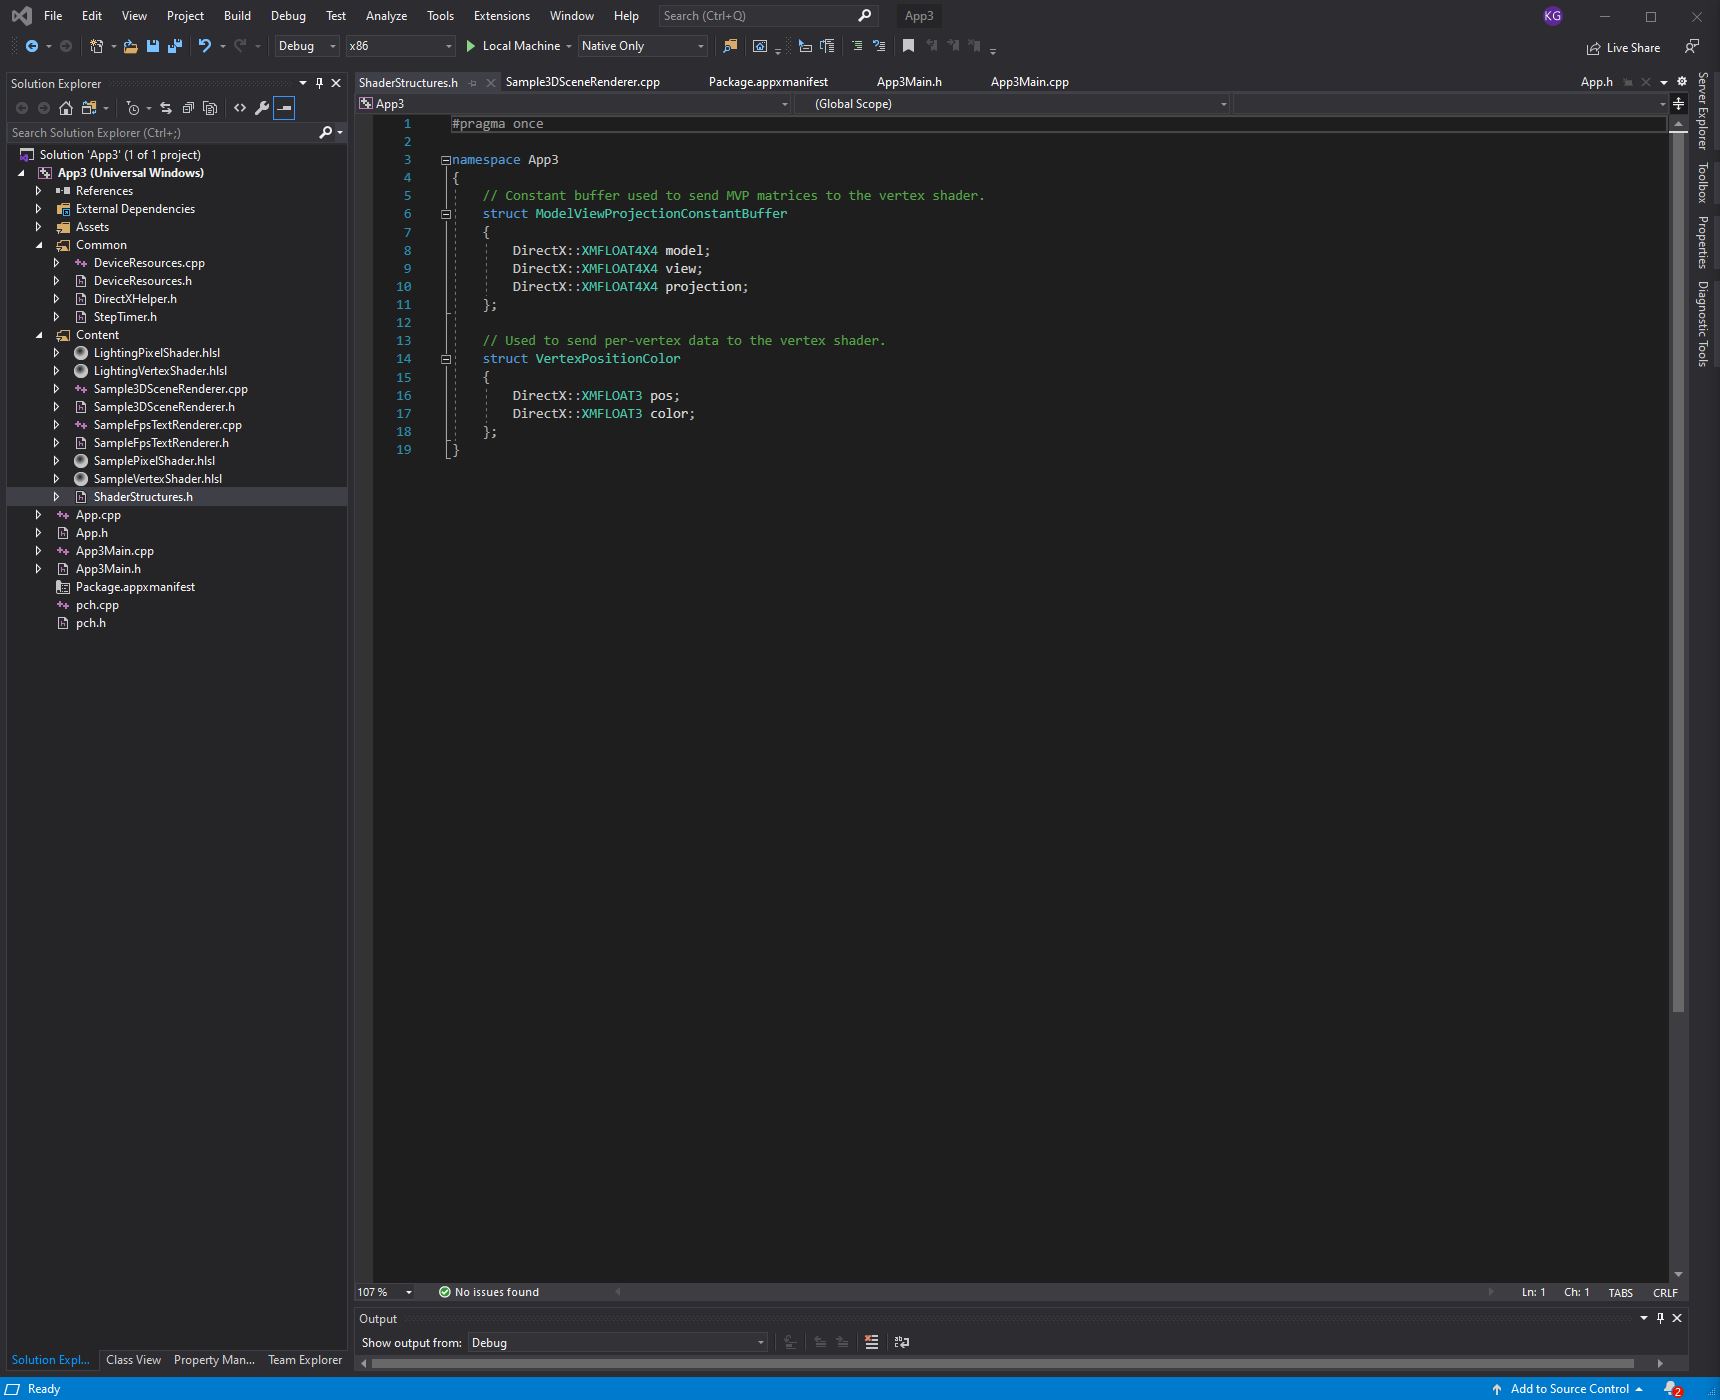 File Edit View Project Build Debug Test Analyze Tools Extensions Window Help Search (Ctrl+Q) App3 KG
Debug x86 Local Machine Native Only Live Share
Solution Explorer
Search Solution Explorer (Ctrl+;)
Solution 'App3' (1 of 1 project)
App3 (Universal Windows)
References
External Dependencies
Assets
Common
DeviceResources.cpp
DeviceResources.h
DirectXHelper.h
StepTimer.h
Content
LightingPixelShader.hlsl
LightingVertexShader.hlsl
Sample3DSceneRenderer.cpp
Sample3DSceneRenderer.h
SampleFpsTextRenderer.cpp
SampleFpsTextRenderer.h
SamplePixelShader.hlsl
SampleVertexShader.hlsl
ShaderStructures.h
App.cpp
App.h
App3Main.cpp
App3Main.h
Package.appxmanifest
pch.cpp
pch.h
Solution Expl... Class View Property Man... Team Explorer
ShaderStructures.h Sample3DSceneRenderer.cpp Package.appxmanifest App3Main.h App3Main.cpp App.h
App3 (Global Scope)
1 #pragma once
2
3 namespace App3
4 {
5 // Constant buffer used to send MVP matrices to the vertex shader.
6 struct ModelViewProjectionConstantBuffer
7 {
8 DirectX::XMFLOAT4X4 model;
9 DirectX::XMFLOAT4X4 view;
10 DirectX::XMFLOAT4X4 projection;
11 };
12
13 // Used to send per-vertex data to the vertex shader.
14 struct VertexPositionColor
15 {
16 DirectX::XMFLOAT3 pos;
17 DirectX::XMFLOAT3 color;
18 };
19 }
107 % No issues found Ln: 1 Ch: 1 TABS CRLF
Output
Show output from: Debug
Server Explorer
Toolbox
Properties
Diagnostic Tools
Ready Add to Source Control 2